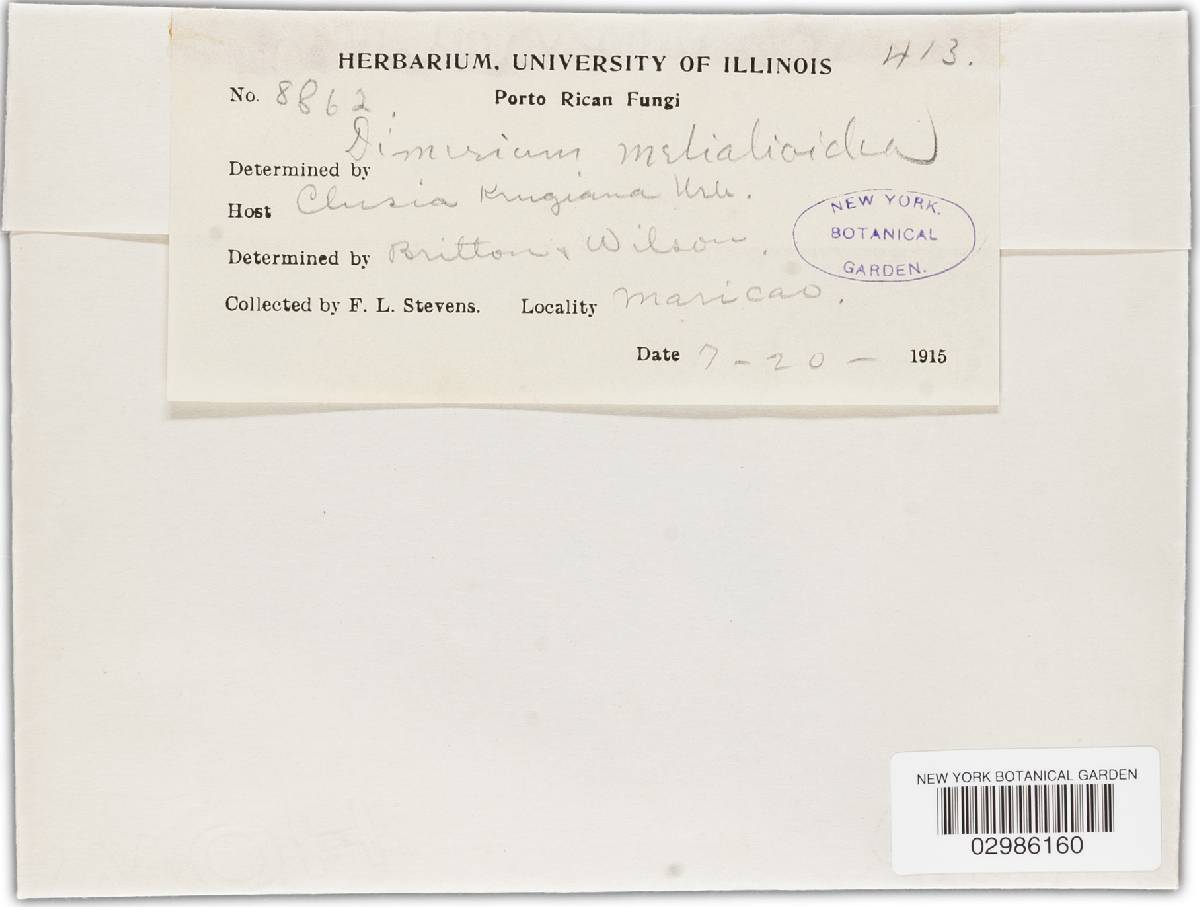 HERBARIUM, UNIVERSITY OF ILLINOIS 413.
No. 8862. Porto Rican Fungi
Dimerium melialioidea
Determined by
Host Clusia Krugiana Urb.
Determined by Britton & Wilson.
Collected by F. L. Stevens. Locality Maricao.
Date 7-20- 1915
NEW YORK
BOTANICAL
GARDEN.
NEW YORK BOTANICAL GARDEN
02986160